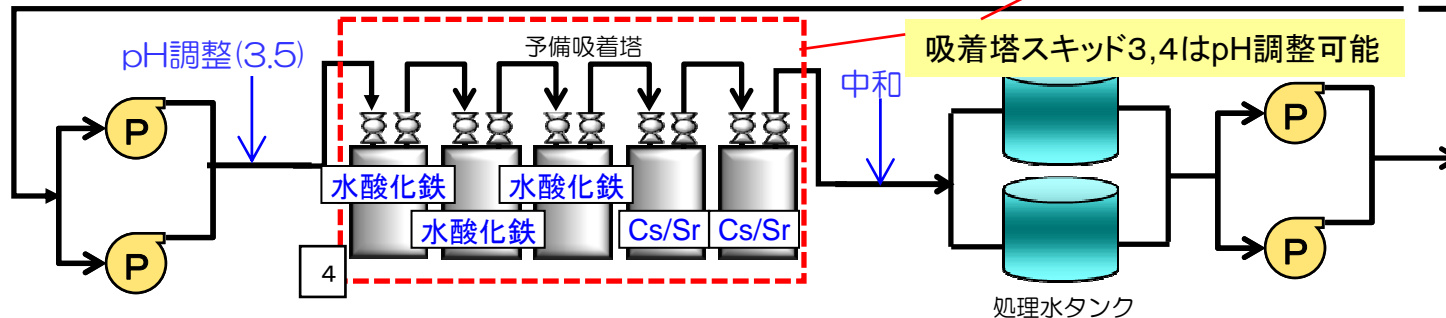 pH調整(3.5)
予備吸着塔
吸着塔スキッド3,4はpH調整可能
中和
P
P
P
P
水酸化鉄
水酸化鉄
水酸化鉄
Cs/Sr
Cs/Sr
4
処理水タンク